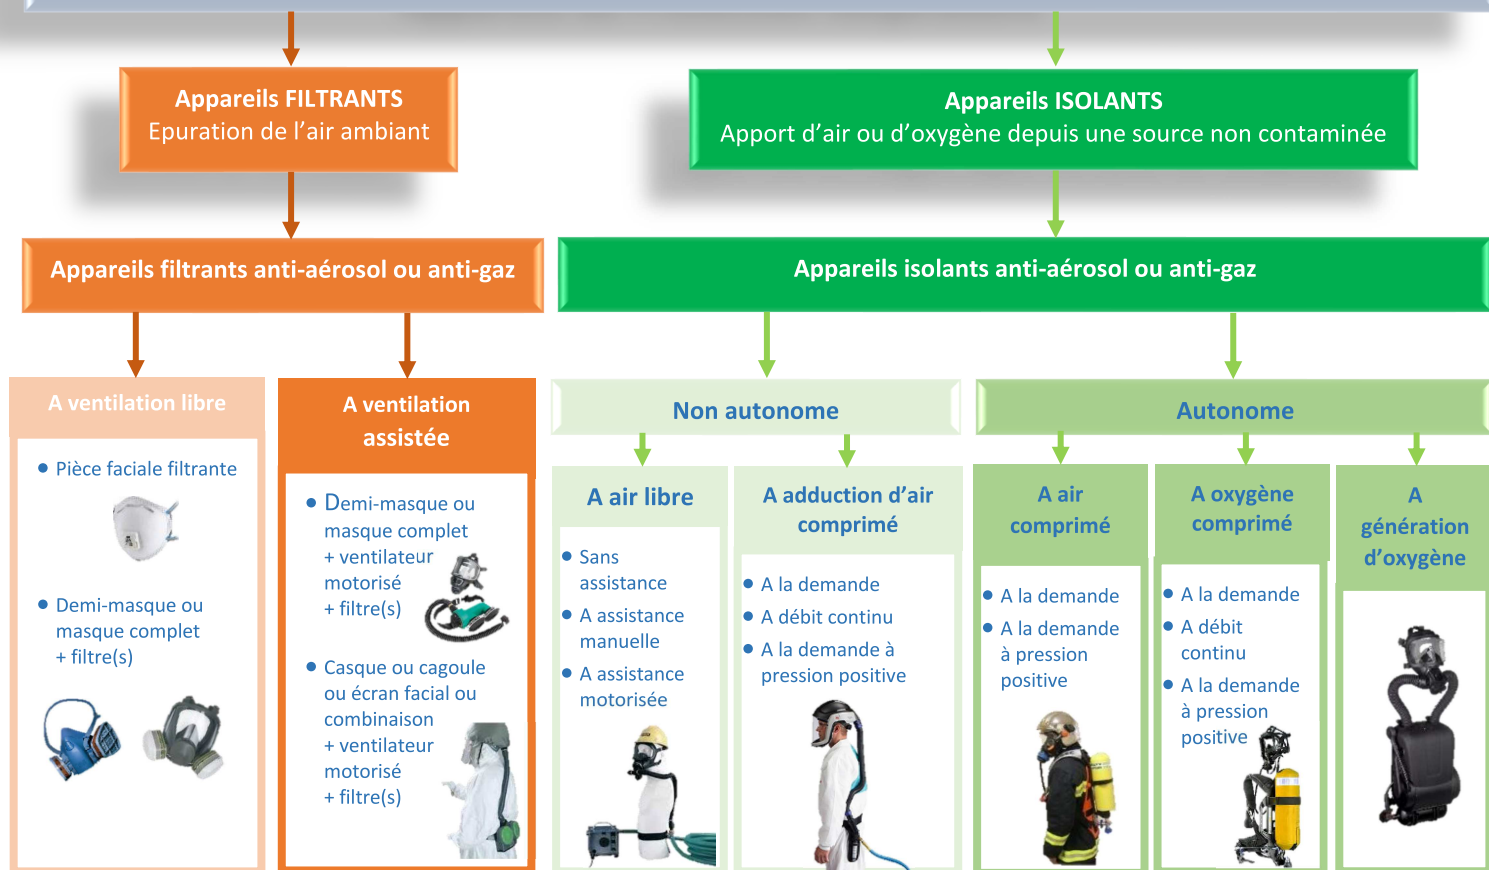 Appareils FILTRANTS
Epuration de l’air ambiant
Appareils ISOLANTS
Apport d’air ou d’oxygène depuis une source non contaminée
Appareils filtrants anti-aérosol ou anti-gaz
Appareils isolants anti-aérosol ou anti-gaz
A ventilation libre
• Pièce faciale filtrante
• Demi-masque ou
masque complet
+ filtre(s)
A ventilation
assistée
• Demi-masque ou
masque complet
+ ventilateur
motorisé
+ filtre(s)
• Casque ou cagoule
ou écran facial ou
combinaison
+ ventilateur
motorisé
+ filtre(s)
Non autonome
A air libre
• Sans
assistance
• A assistance
manuelle
• A assistance
motorisée
A adduction d’air
comprimé
• A la demande
• A débit continu
• A la demande à
pression positive
Autonome
A air
comprimé
• A la demande
• A la demande
à pression
positive
A oxygène
comprimé
• A la demande
• A débit
continu
• A la demande
à pression
positive
A
génération
d’oxygène